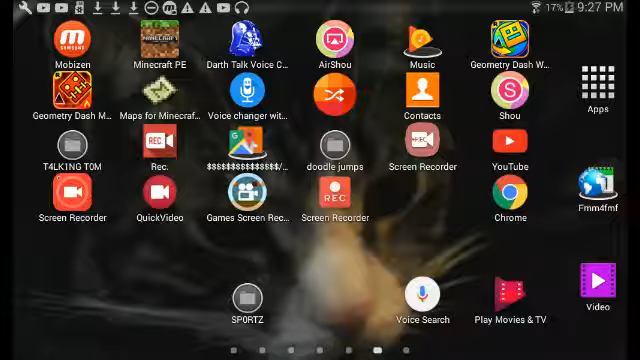 17% 9:27 PM
Mobizen Minecraft PE Darth Talk Voice C... AirShou Music Geometry Dash W...
Geometry Dash M... Maps for Minecraf... Voice changer wit... Contacts Shou Apps
T4LK1NG T0M Rec. $$$$$$$$$$$$$$$/... doodle jumps Screen Recorder YouTube
Screen Recorder QuickVideo Games Screen Rec... Screen Recorder Chrome Fmm4fmf
SP0RTZ Voice Search Play Movies & TV Video